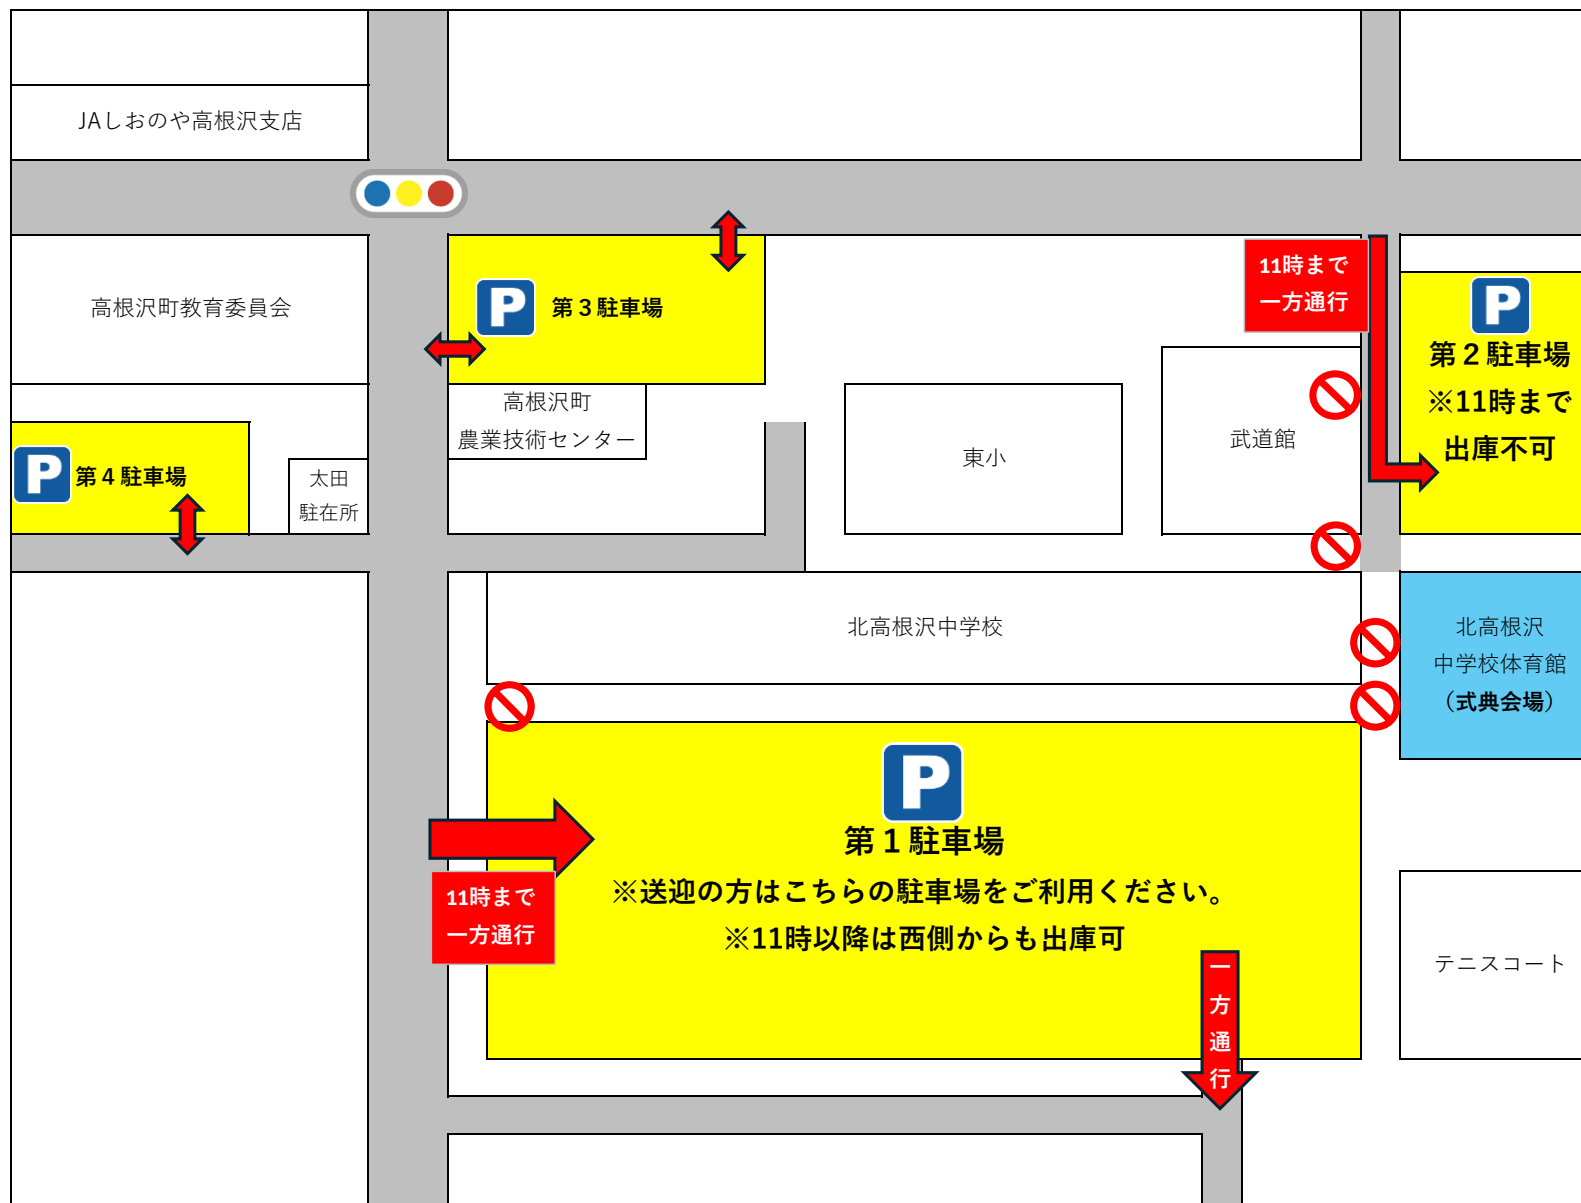 JAしおのや高根沢支店
高根沢町教育委員会
P
第３駐車場
11時まで
一方通行
P
第２駐車場
※11時まで
出庫不可
高根沢町
農業技術センター
東小
武道館
P
第４駐車場
太田
駐在所
北高根沢中学校
北高根沢
中学校体育館
（式典会場）
P
第１駐車場
※送迎の方はこちらの駐車場をご利用ください。
※11時以降は西側からも出庫可
11時まで
一方通行
一方通行
テニスコート